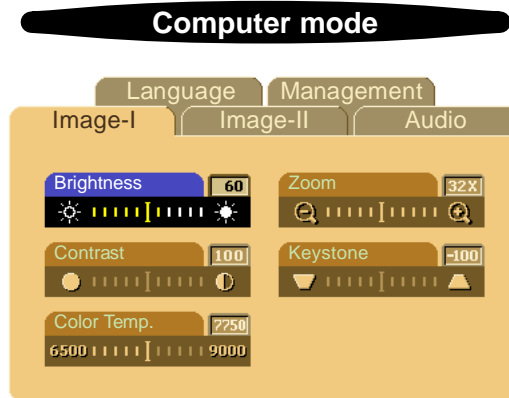 Computer mode
Language Management
Image-I Image-II Audio
Brightness 60 Zoom 32X
Contrast 100 Keystone -100
Color Temp. 7750
6500 9000